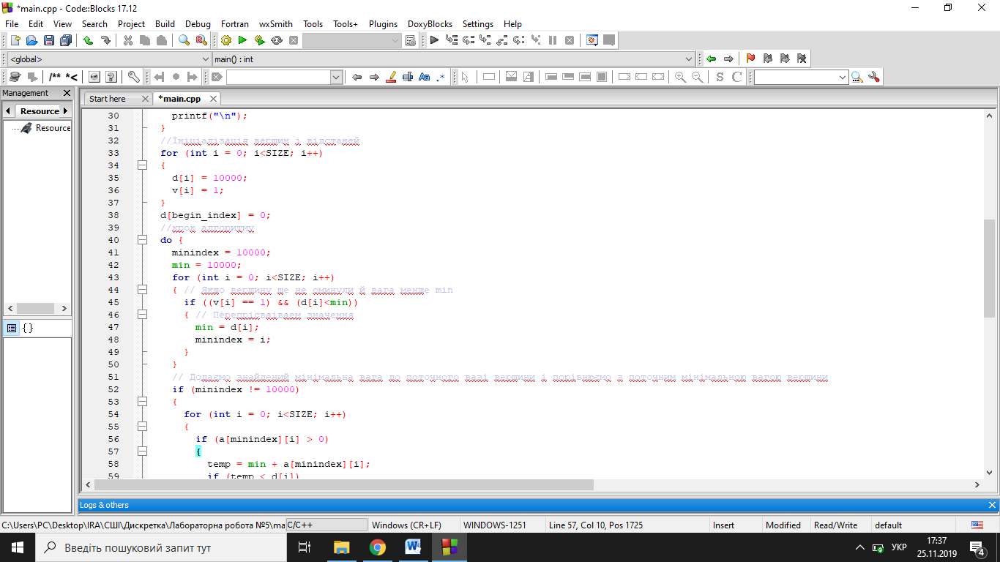 *main.cpp - Code::Blocks 17.12
File Edit View Search Project Build Debug Fortran wxSmith Tools Tools+ Plugins DoxyBlocks Settings Help
<global> main() : int
/** *<
Management
Start here *main.cpp
Resource
Resource
30 printf("\n");
31 }
32 //Ініціалізація вершин і відстаней
33 for (int i = 0; i<SIZE; i++)
34 {
35 d[i] = 10000;
36 v[i] = 1;
37 }
38 d[begin_index] = 0;
39 //крок алгоритму
40 do {
41 minindex = 10000;
42 min = 10000;
43 for (int i = 0; i<SIZE; i++)
44 { // Якщо вершину ще не оминули й вага менше min
45 if ((v[i] == 1) && (d[i]<min))
46 { // Перепрісваіваем значення
47 min = d[i];
48 minindex = i;
49 }
50 }
51 // Додаємо знайдений мінімальна вага до поточного вазі вершини і порівнюємо з поточним мінімальною вагою вершини
52 if (minindex != 10000)
53 {
54 for (int i = 0; i<SIZE; i++)
55 {
56 if (a[minindex][i] > 0)
57 {
58 temp = min + a[minindex][i];
59 if (temp < d[i])
Logs & others
C:\Users\PC\Desktop\IRA\СШІ\Дискретка\Лабораторна робота №5\ma C/C++ Windows (CR+LF) WINDOWS-1251 Line 57, Col 10, Pos 1725 Insert Modified Read/Write default
Введіть пошуковий запит тут
УКР
17:37
25.11.2019
4